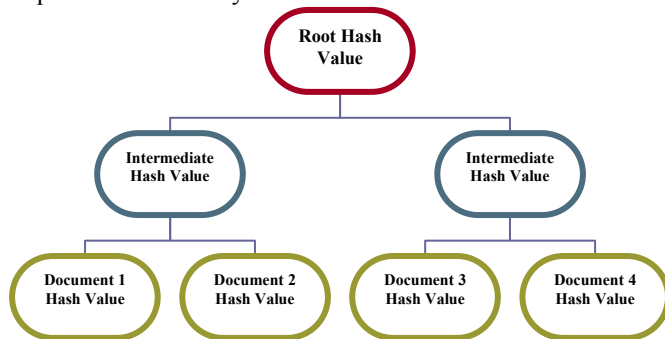 Root Hash
Value
Intermediate
Hash Value
Intermediate
Hash Value
Document 1
Hash Value
Document 2
Hash Value
Document 3
Hash Value
Document 4
Hash Value